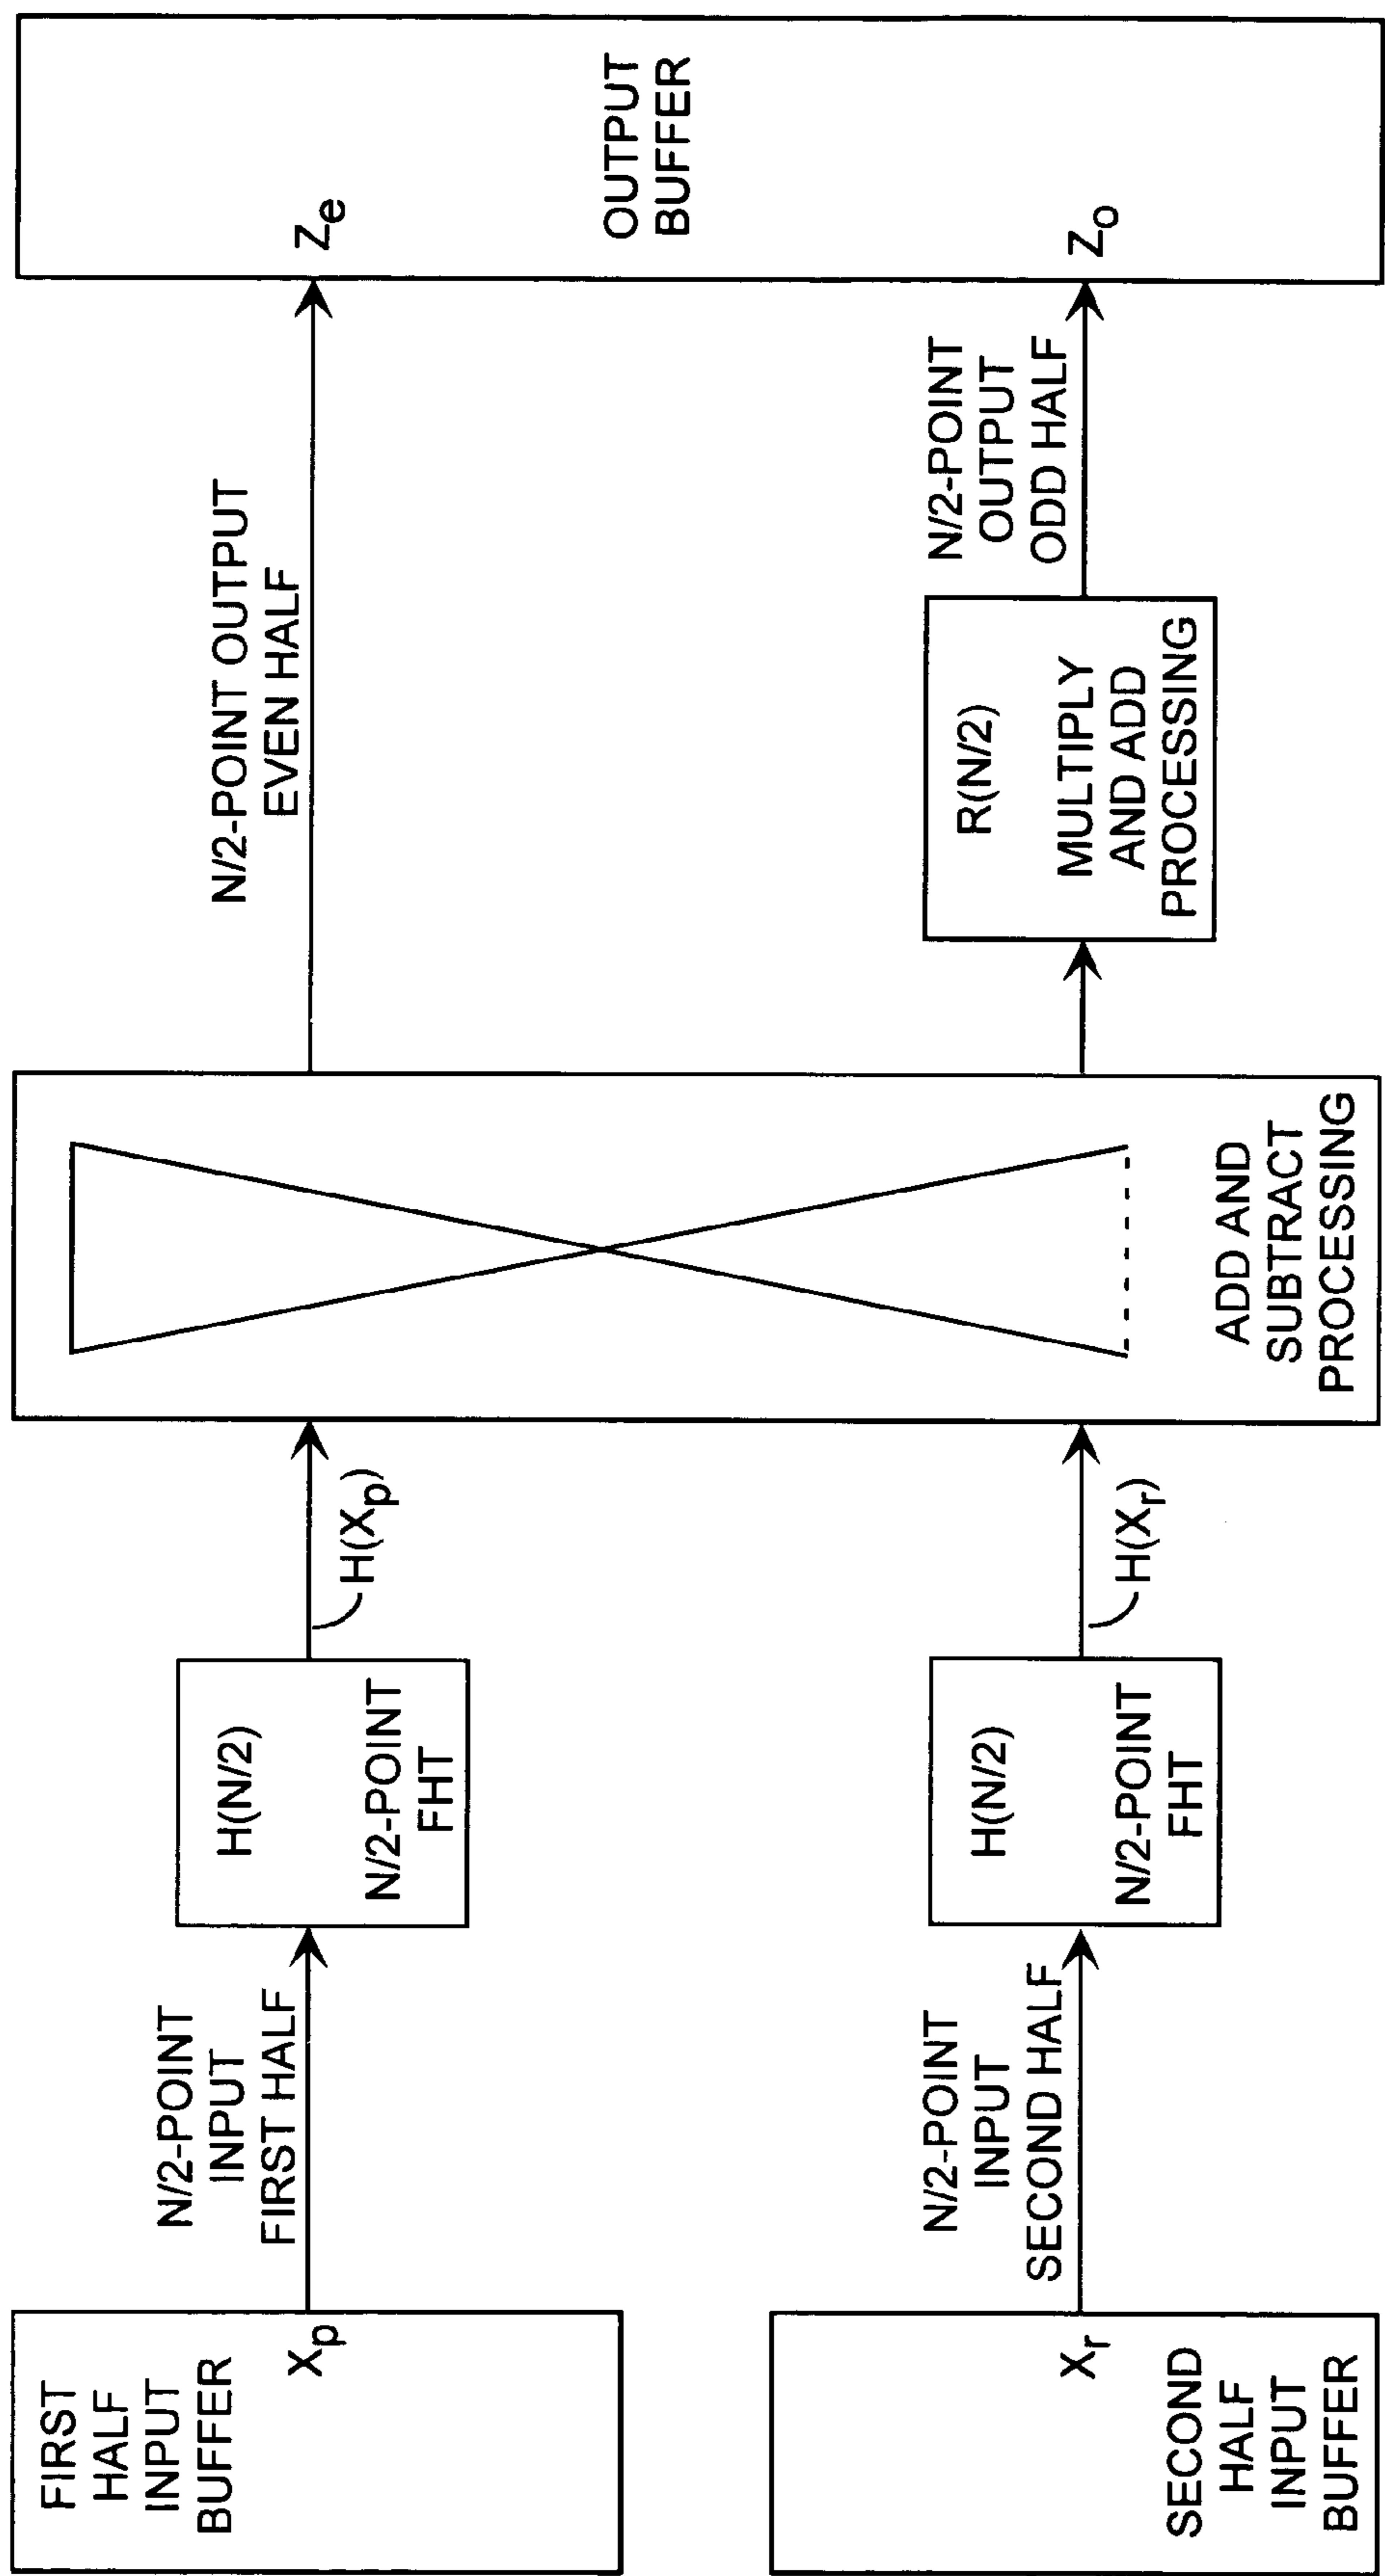 FIRST
HALF
INPUT
BUFFER
Xp
N/2-POINT
INPUT
FIRST HALF
H(N/2)
N/2-POINT
FHT
H(Xp)
SECOND
HALF
INPUT
BUFFER
Xr
N/2-POINT
INPUT
SECOND HALF
H(N/2)
N/2-POINT
FHT
H(Xr)
ADD AND
SUBTRACT
PROCESSING
N/2-POINT OUTPUT
EVEN HALF
R(N/2)
MULTIPLY
AND ADD
PROCESSING
N/2-POINT
OUTPUT
ODD HALF
Ze
OUTPUT
BUFFER
Zo